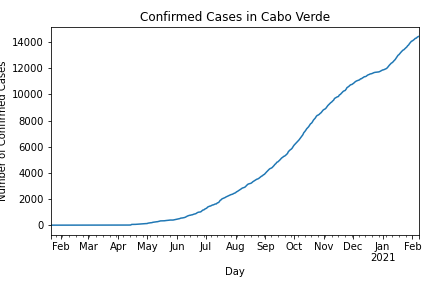 Confirmed Cases in Cabo Verde
14000
12000
10000
8000
6000
4000
2000
0
Number of Confirmed Cases
Feb Mar Apr May Jun Jul Aug Sep Oct Nov Dec Jan Feb
2021
Day